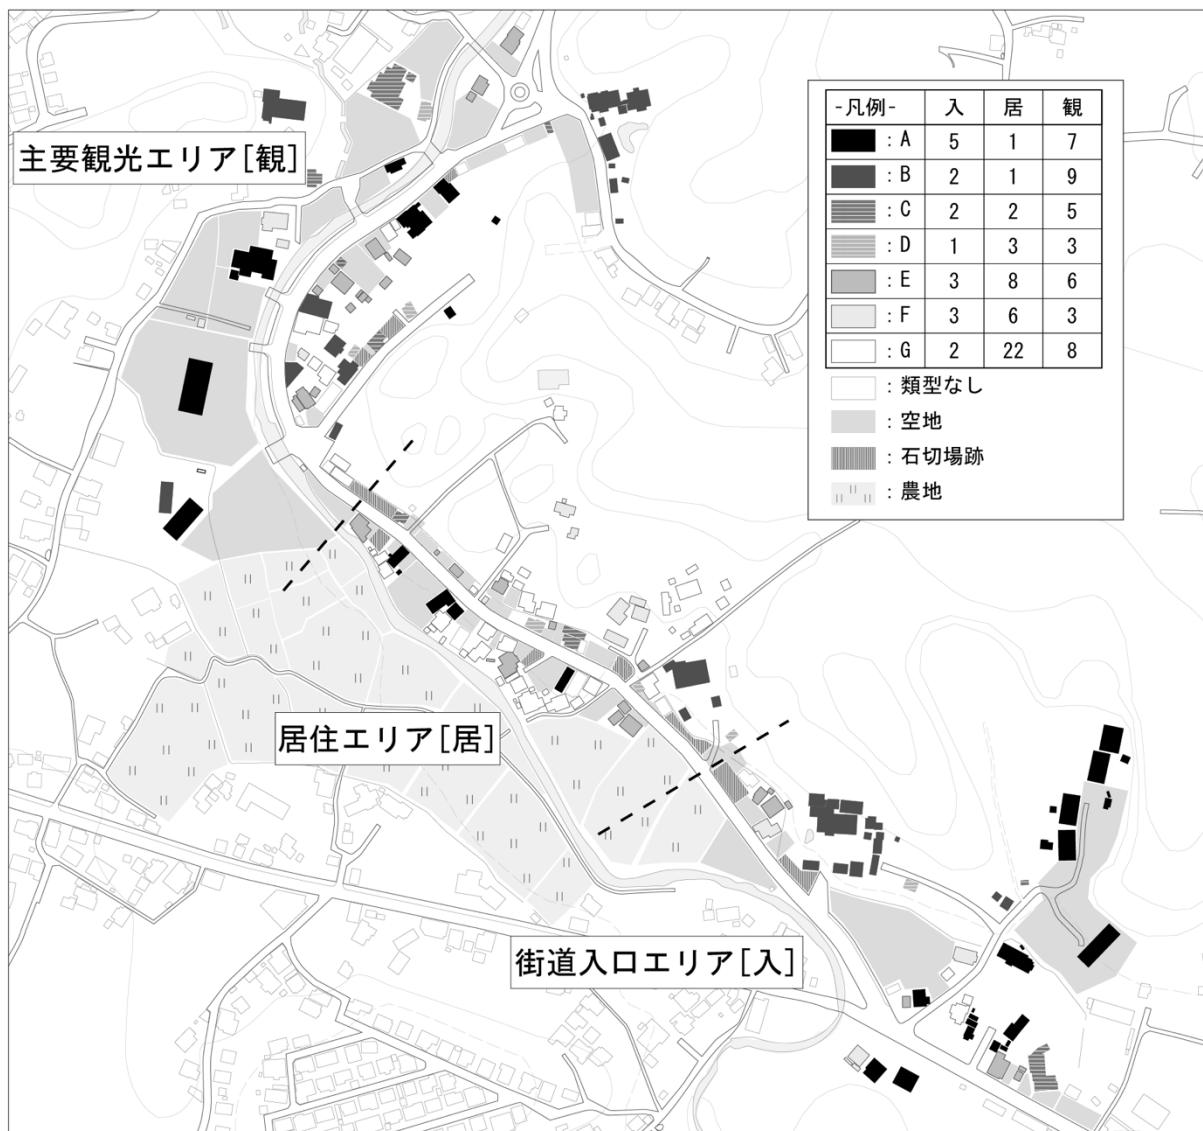 主要観光エリア[観]
-凡例- 入 居 観
: A 5 1 7
: B 2 1 9
: C 2 2 5
: D 1 3 3
: E 3 8 6
: F 3 6 3
: G 2 22 8
: 類型なし
: 空地
: 石切場跡
: 農地
居住エリア[居]
街道入口エリア[入]